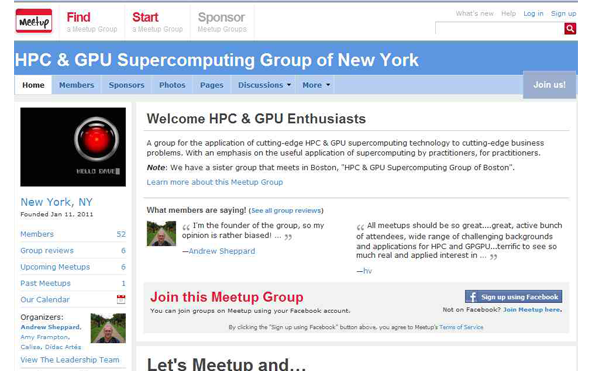 meetup
Find
a Meetup Group
Start
a Meetup Group
Sponsor
Meetup Groups
What's new Help Log in Sign up
HPC & GPU Supercomputing Group of New York
Home Members Sponsors Photos Pages Discussions More
Join us!
HELLO DAVE
New York, NY
Founded Jan 11, 2011
Members 52
Group reviews 6
Upcoming Meetups 6
Past Meetups 1
Our Calendar
Organizers:
Andrew Sheppard,
Amy Frampton,
Calisa, Dídac Artés
View The Leadership Team
Welcome HPC & GPU Enthusiasts
A group for the application of cutting-edge HPC & GPU supercomputing technology to cutting-edge business
problems. With an emphasis on the useful application of supercomputing by practitioners, for practitioners.
Note: We have a sister group that meets in Boston, "HPC & GPU Supercomputing Group of Boston".
Learn more about this Meetup Group
What members are saying! (See all group reviews)
“ I'm the founder of the group, so my
opinion is rather biased! ... ”
—Andrew Sheppard
“ All meetups should be so great....great, active bunch
of attendees, wide range of challenging backgrounds
and applications for HPC and GPGPU...terrific to see so
much real and applied interest in ... ”
—hv
Join this Meetup Group
You can join groups on Meetup using your Facebook account.
f Sign up using Facebook
Not on Facebook? Join Meetup here.
By clicking the "Sign up using Facebook" button above, you agree to Meetup's Terms of Service
Let's Meetup and...